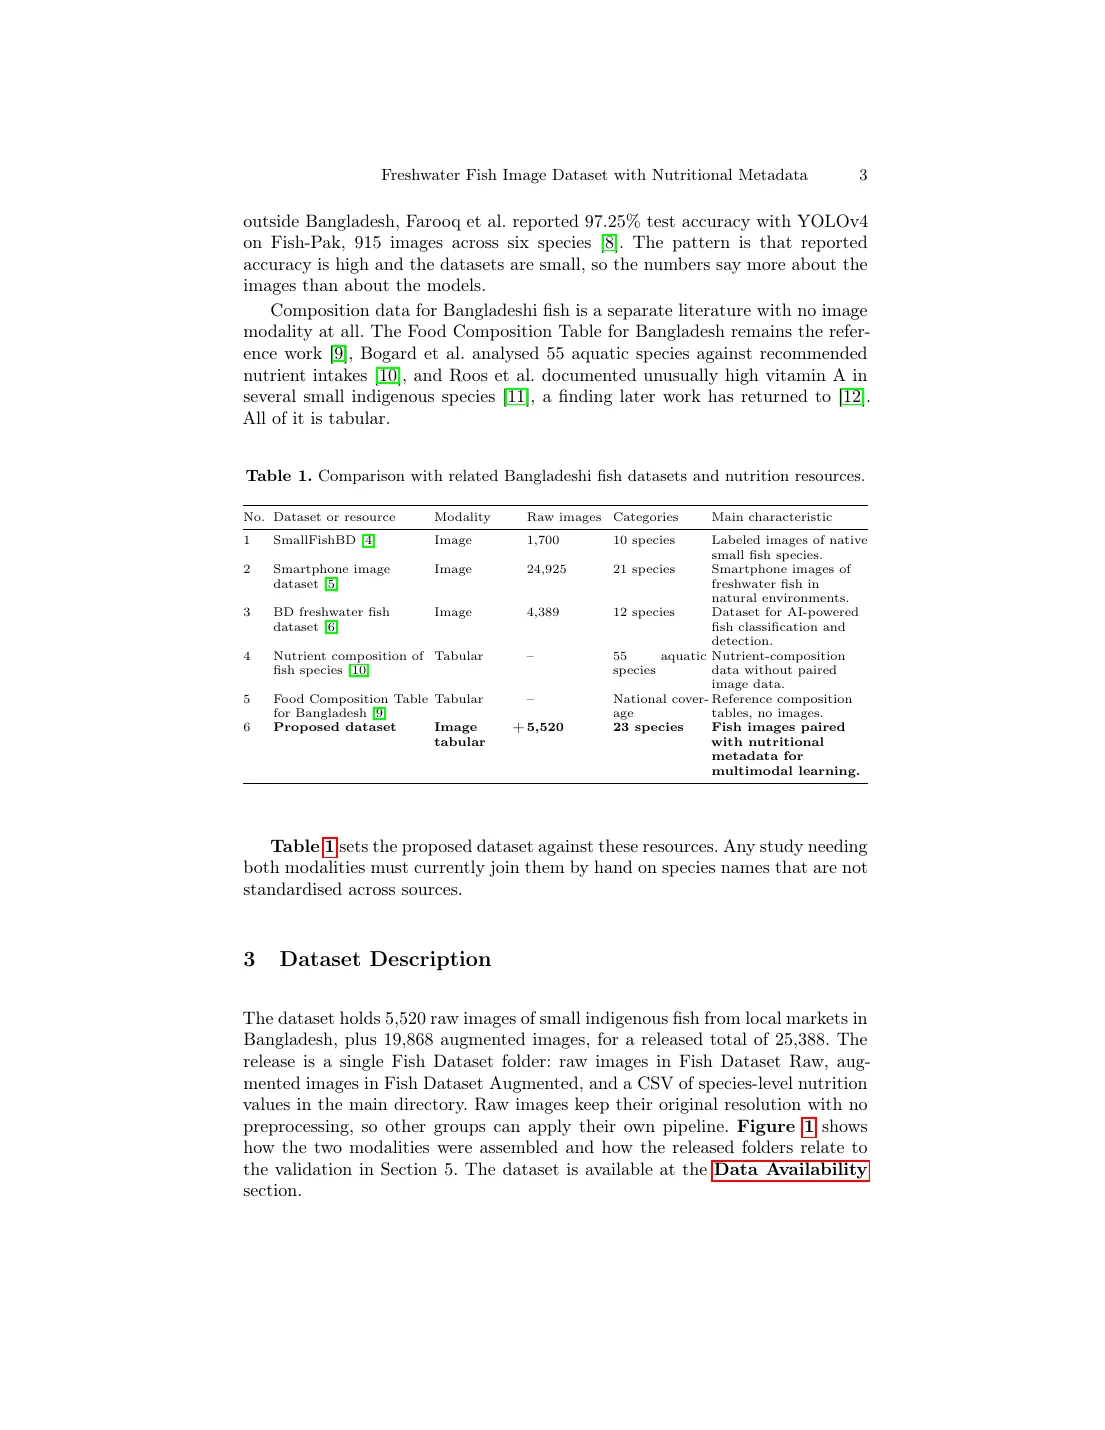 Freshwater Fish Image Dataset with Nutritional Metadata 3
outside Bangladesh, Farooq et al. reported 97.25% test accuracy with YOLOv4
on Fish-Pak, 915 images across six species [8]. The pattern is that reported
accuracy is high and the datasets are small, so the numbers say more about the
images than about the models.
Composition data for Bangladeshi fish is a separate literature with no image
modality at all. The Food Composition Table for Bangladesh remains the refer-
ence work [9], Bogard et al. analysed 55 aquatic species against recommended
nutrient intakes [10], and Roos et al. documented unusually high vitamin A in
several small indigenous species [11], a finding later work has returned to [12].
All of it is tabular.
Table 1. Comparison with related Bangladeshi fish datasets and nutrition resources.
No. Dataset or resource Modality Raw images Categories Main characteristic
1 SmallFishBD [4] Image 1,700 10 species Labeled images of native
small fish species.
2 Smartphone image Image 24,925 21 species Smartphone images of
dataset [5] freshwater fish in
natural environments.
3 BD freshwater fish Image 4,389 12 species Dataset for AI-powered
dataset [6] fish classification and
detection.
4 Nutrient composition of Tabular – 55 aquatic Nutrient-composition
fish species [10] species data without paired
image data.
5 Food Composition Table Tabular – National cover- Reference composition
for Bangladesh [9] age tables, no images.
6 Proposed dataset Image + 5,520 23 species Fish images paired
tabular with nutritional
metadata for
multimodal learning.
Table 1 sets the proposed dataset against these resources. Any study needing
both modalities must currently join them by hand on species names that are not
standardised across sources.
3 Dataset Description
The dataset holds 5,520 raw images of small indigenous fish from local markets in
Bangladesh, plus 19,868 augmented images, for a released total of 25,388. The
release is a single Fish Dataset folder: raw images in Fish Dataset Raw, aug-
mented images in Fish Dataset Augmented, and a CSV of species-level nutrition
values in the main directory. Raw images keep their original resolution with no
preprocessing, so other groups can apply their own pipeline. Figure 1 shows
how the two modalities were assembled and how the released folders relate to
the validation in Section 5. The dataset is available at the Data Availability
section.